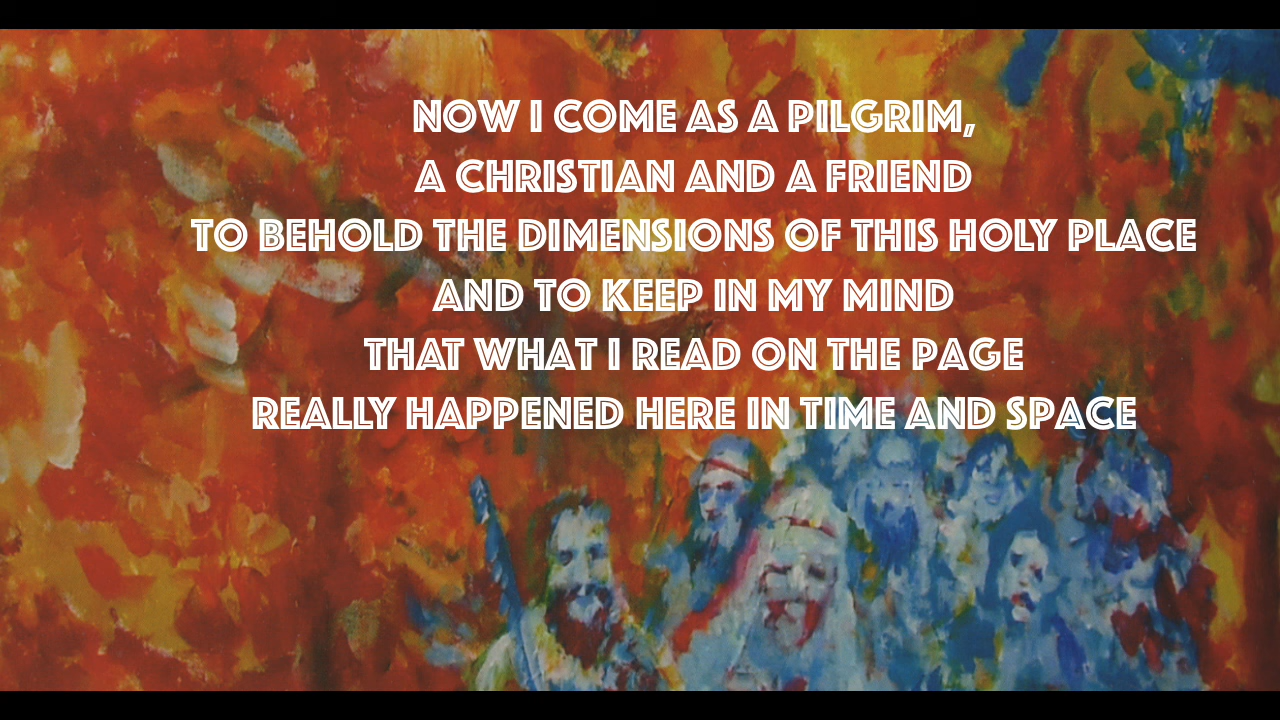 NOW I COME AS A PILGRIM,
A CHRISTIAN AND A FRIEND
TO BEHOLD THE DIMENSIONS OF THIS HOLY PLACE
AND TO KEEP IN MY MIND
THAT WHAT I READ ON THE PAGE
REALLY HAPPENED HERE IN TIME AND SPACE